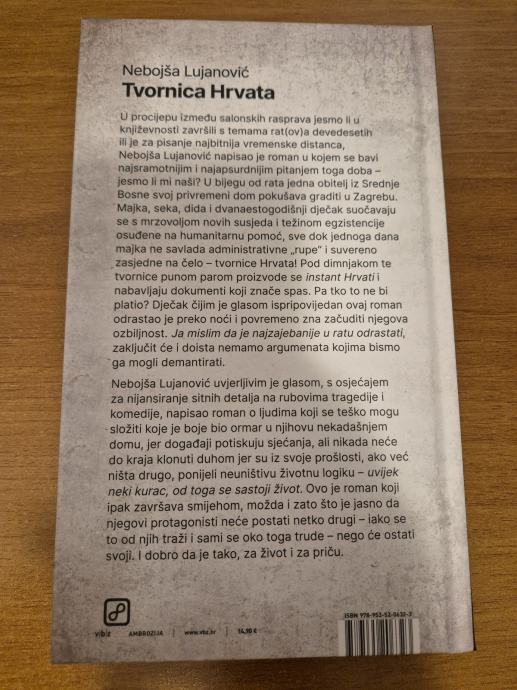 Nebojša Lujanović
Tvornica Hrvata
U procijepu između salonskih rasprava jesmo li u
književnosti završili s temama rat(ov)a devedesetih
ili je za pisanje najbitnija vremenske distanca,
Nebojša Lujanović napisao je roman u kojem se bavi
najsramotnijim i najapsurdnijim pitanjem toga doba –
jesmo li mi naši? U bijegu od rata jedna obitelj iz Srednje
Bosne svoj privremeni dom pokušava graditi u Zagrebu.
Majka, seka, dida i dvanaestogodišnji dječak suočavaju
se s mrzovoljom novih susjeda i težinom egzistencije
osuđene na humanitarnu pomoć, sve dok jednoga dana
majka ne savlada administrativne „rupe” i suvereno
zasjedne na čelo – tvornice Hrvata! Pod dimnjakom te
tvornice punom parom proizvode se instant Hrvati i
nabavljaju dokumenti koji znače spas. Pa tko to ne bi
platio? Dječak čijim je glasom ispripovijedan ovaj roman
odrastao je preko noći i povremeno zna začuditi njegova
ozbiljnost. Ja mislim da je najzajebanije u ratu odrastati,
zaključit će i doista nemamo argumenata kojima bismo
ga mogli demantirati.
Nebojša Lujanović uvjerljivim je glasom, s osjećajem
za nijansiranje sitnih detalja na rubovima tragedije i
komedije, napisao roman o ljudima koji se teško mogu
složiti koje je boje bio ormar u njihovu nekadašnjem
domu, jer događaji potiskuju sjećanja, ali nikada neće
do kraja klonuti duhom jer su iz svoje prošlosti, ako već
ništa drugo, ponijeli neuništivu životnu logiku – uvijek
neki kurac, od toga se sastoji život. Ovo je roman koji
ipak završava smijehom, možda i zato što je jasno da
njegovi protagonisti neće postati netko drugi – iako se
to od njih traži i sami se oko toga trude – nego će ostati
svoji. I dobro da je tako, za život i za priču.
v|b|z AMBROZIJA | www.vbz.hr | 14,90 €
ISBN 978-953-52-0632-3